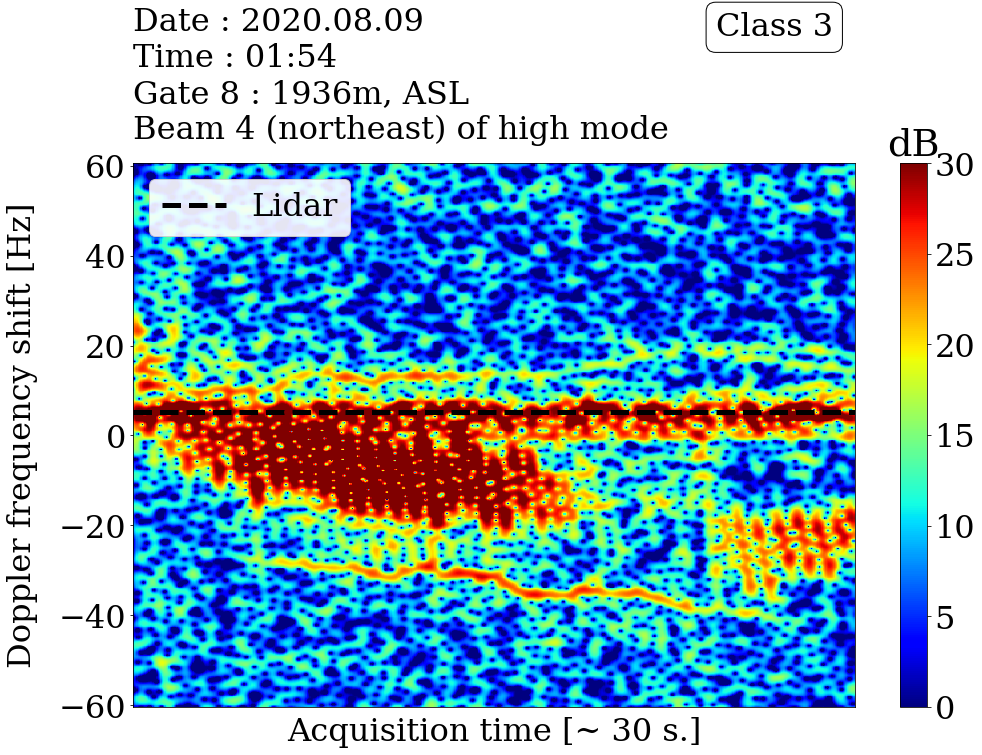 Date : 2020.08.09
Time : 01:54
Gate 8 : 1936m, ASL
Beam 4 (northeast) of high mode
Class 3
dB
60
40
20
0
−20
−40
−60
Doppler frequency shift [Hz]
Lidar
30
25
20
15
10
5
0
Acquisition time [~ 30 s.]